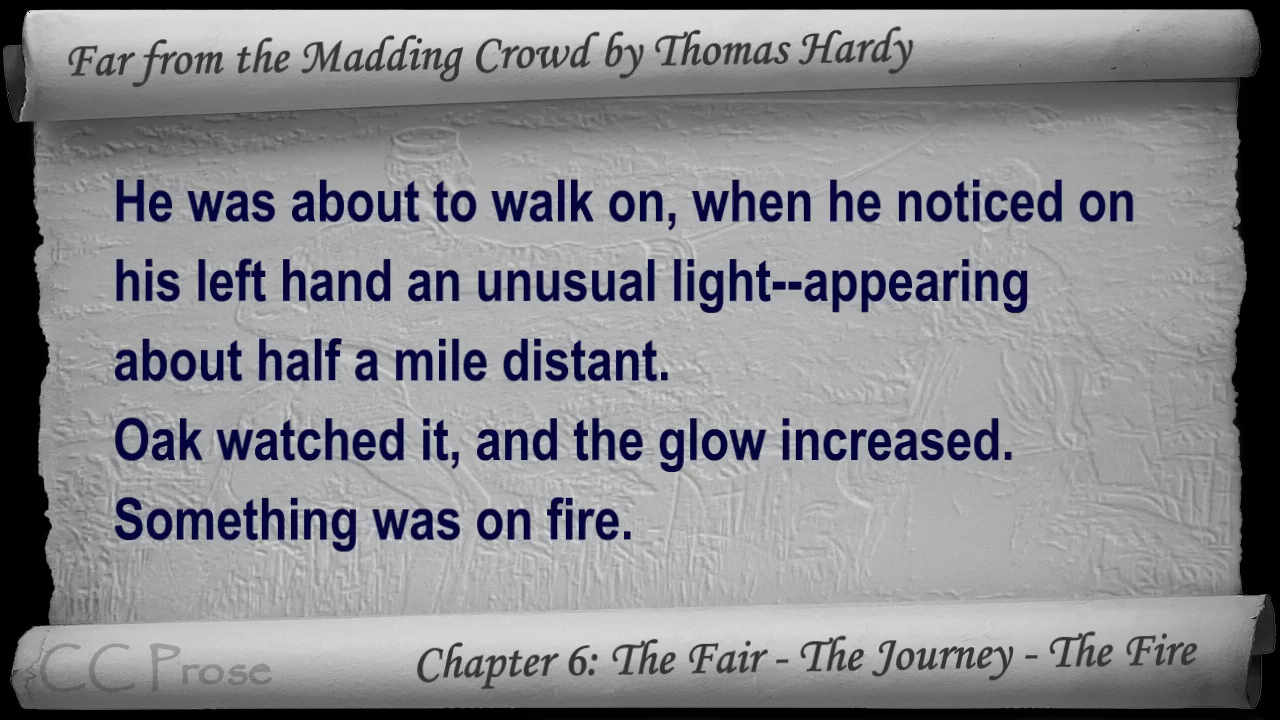 Far from the Madding Crowd by Thomas Hardy
He was about to walk on, when he noticed on
his left hand an unusual light--appearing
about half a mile distant.
Oak watched it, and the glow increased.
Something was on fire.
CC Prose
Chapter 6: The Fair - The Journey - The Fire